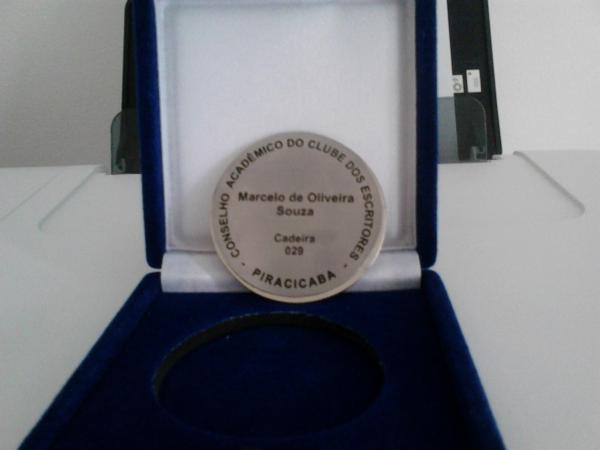 CONSELHO ACADÊMICO DO CLUBE DOS ESCRITORES
Marcelo de Oliveira
Souza
Cadeira
029
- PIRACICABA -